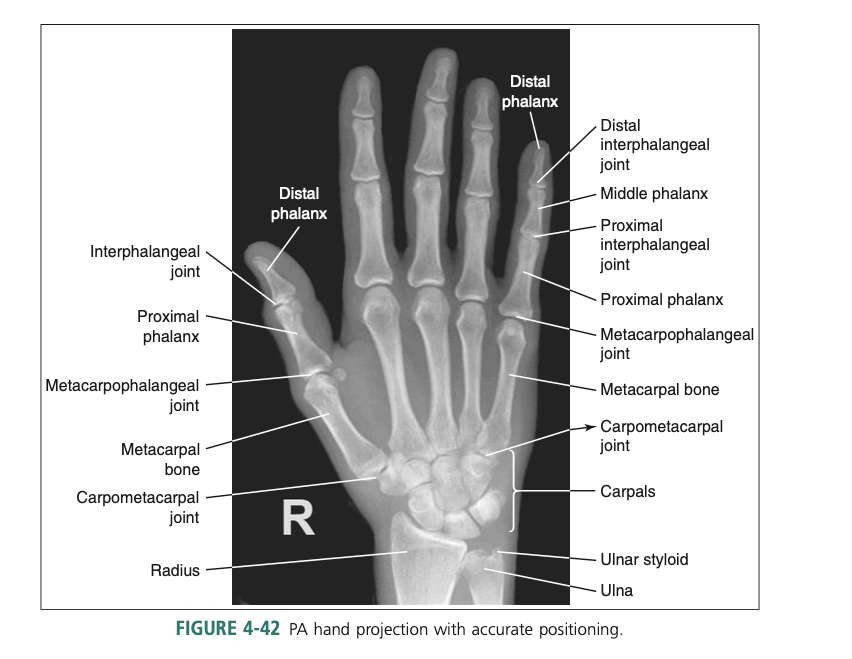 Distal
phalanx
Distal
interphalangeal
joint
Middle phalanx
Proximal
interphalangeal
joint
Proximal phalanx
Metacarpophalangeal
joint
Metacarpal bone
Carpometacarpal
joint
Carpals
Ulnar styloid
Ulna
Distal
phalanx
Interphalangeal
joint
Proximal
phalanx
Metacarpophalangeal
joint
Metacarpal
bone
Carpometacarpal
joint
Radius
R
FIGURE 4-42 PA hand projection with accurate positioning.